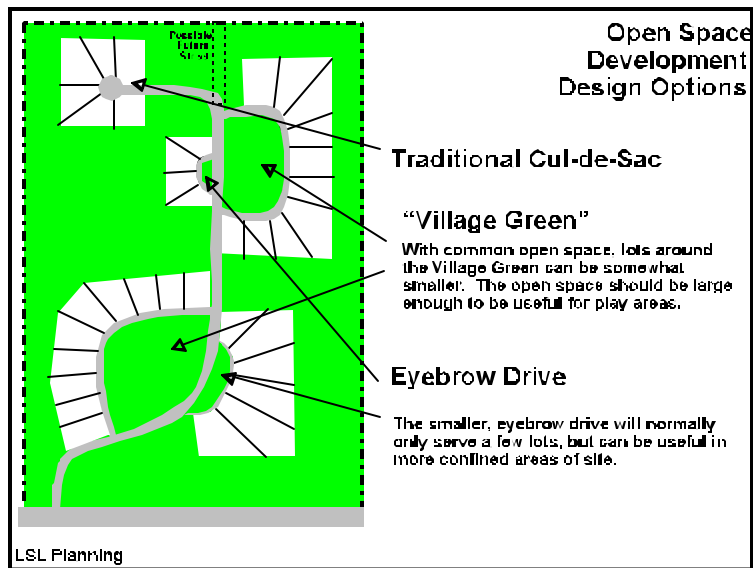 Possible
Future
Street
Open Space
Development
Design Options
Traditional Cul-de-Sac
“Village Green”
With common open space, lots around
the Village Green can be somewhat
smaller. The open space should be large
enough to be useful for play areas.
Eyebrow Drive
The smaller, eyebrow drive will normally
only serve a few lots, but can be useful in
more confined areas of site.
LSL Planning